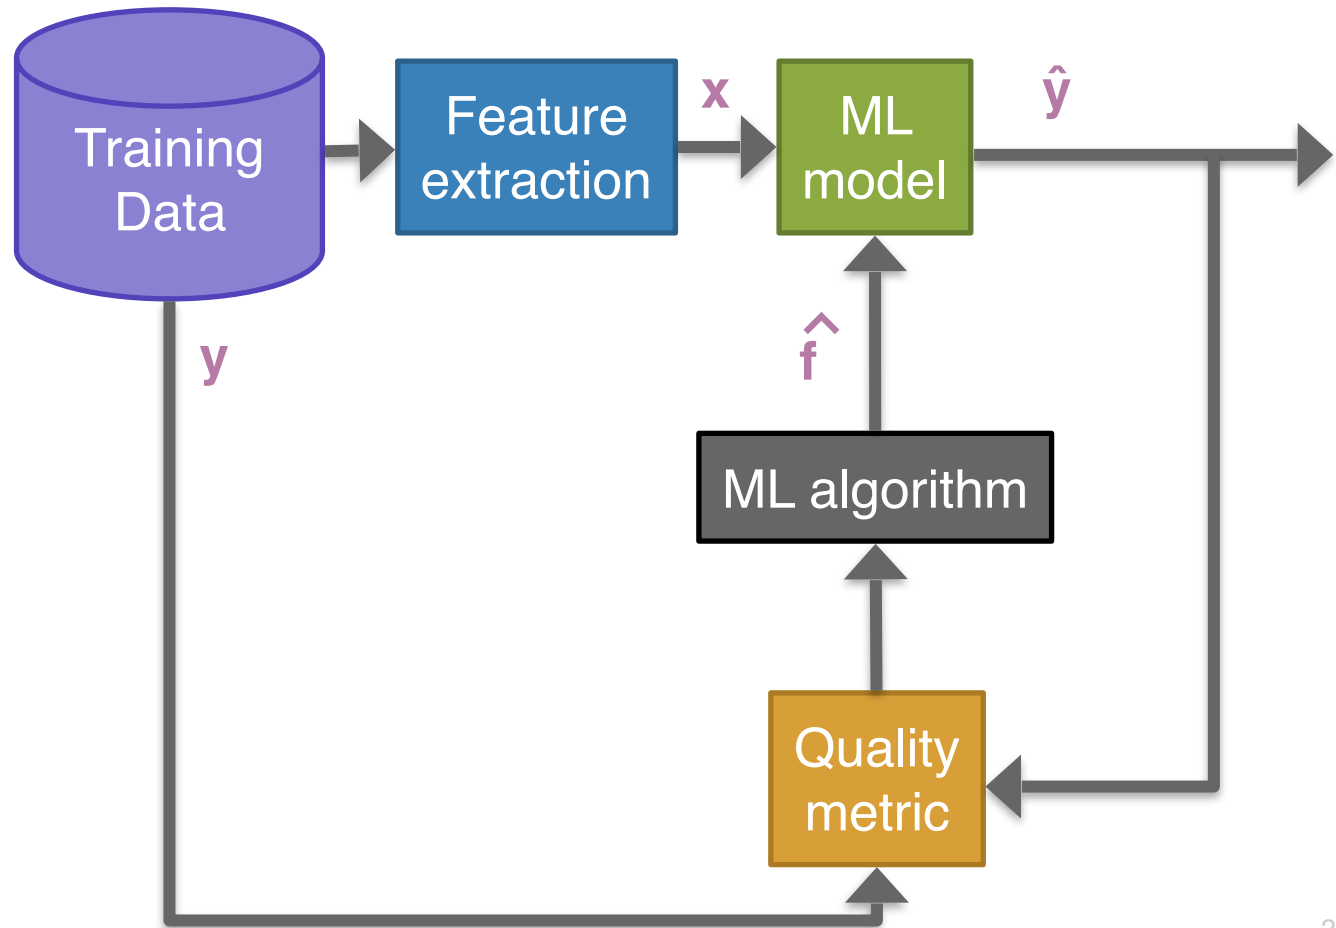 Training
Data
Feature
extraction
x
ML
model
ŷ
y
f̂
ML algorithm
Quality
metric